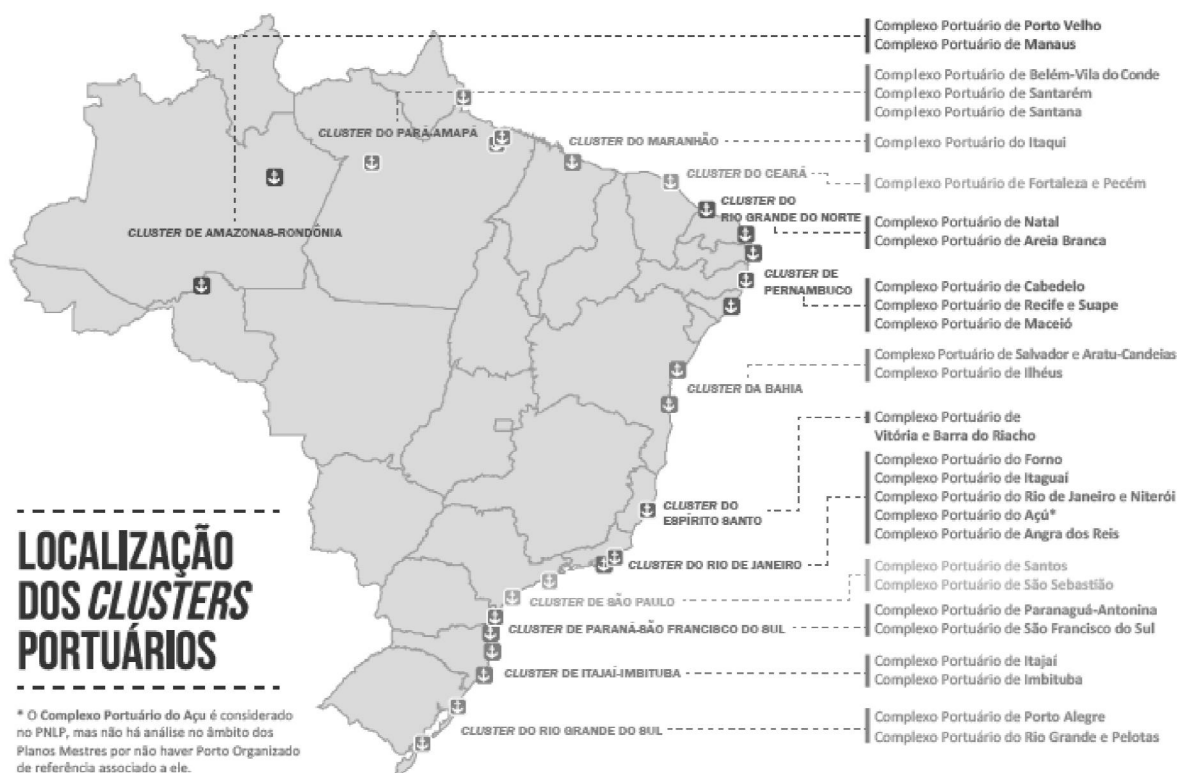 Complexo Portuário de Porto Velho
Complexo Portuário de Manaus
Complexo Portuário de Belém-Vila do Conde
Complexo Portuário de Santarém
Complexo Portuário de Santana
CLUSTER DO PARÁ-AMAPÁ
CLUSTER DO MARANHÃO
Complexo Portuário do Itaqui
CLUSTER DO CEARÁ
Complexo Portuário de Fortaleza e Pecém
CLUSTER DO
RIO GRANDE DO NORTE
Complexo Portuário de Natal
Complexo Portuário de Areia Branca
CLUSTER DE AMAZONAS-RONDÔNIA
CLUSTER DE
PERNAMBUCO
Complexo Portuário de Cabedelo
Complexo Portuário de Recife e Suape
Complexo Portuário de Maceió
Complexo Portuário de Salvador e Aratu-Candeias
Complexo Portuário de Ilhéus
CLUSTER DA BAHIA
Complexo Portuário de
Vitória e Barra do Riacho
CLUSTER DO
ESPÍRITO SANTO
Complexo Portuário do Forno
Complexo Portuário de Itaguaí
Complexo Portuário do Rio de Janeiro e Niterói
Complexo Portuário do Açú*
Complexo Portuário de Angra dos Reis
CLUSTER DO RIO DE JANEIRO
Complexo Portuário de Santos
Complexo Portuário de São Sebastião
CLUSTER DE SÃO PAULO
Complexo Portuário de Paranaguá-Antonina
Complexo Portuário de São Francisco do Sul
CLUSTER DE PARANÁ-SÃO FRANCISCO DO SUL
Complexo Portuário de Itajaí
Complexo Portuário de Imbituba
CLUSTER DE ITAJAÍ-IMBITUBA
Complexo Portuário de Porto Alegre
Complexo Portuário do Rio Grande e Pelotas
CLUSTER DO RIO GRANDE DO SUL
LOCALIZAÇÃO
DOS CLUSTERS
PORTUÁRIOS
* O Complexo Portuário do Açu é considerado
no PNLP, mas não há análise no âmbito dos
Planos Mestres por não haver Porto Organizado
de referência associado a ele.